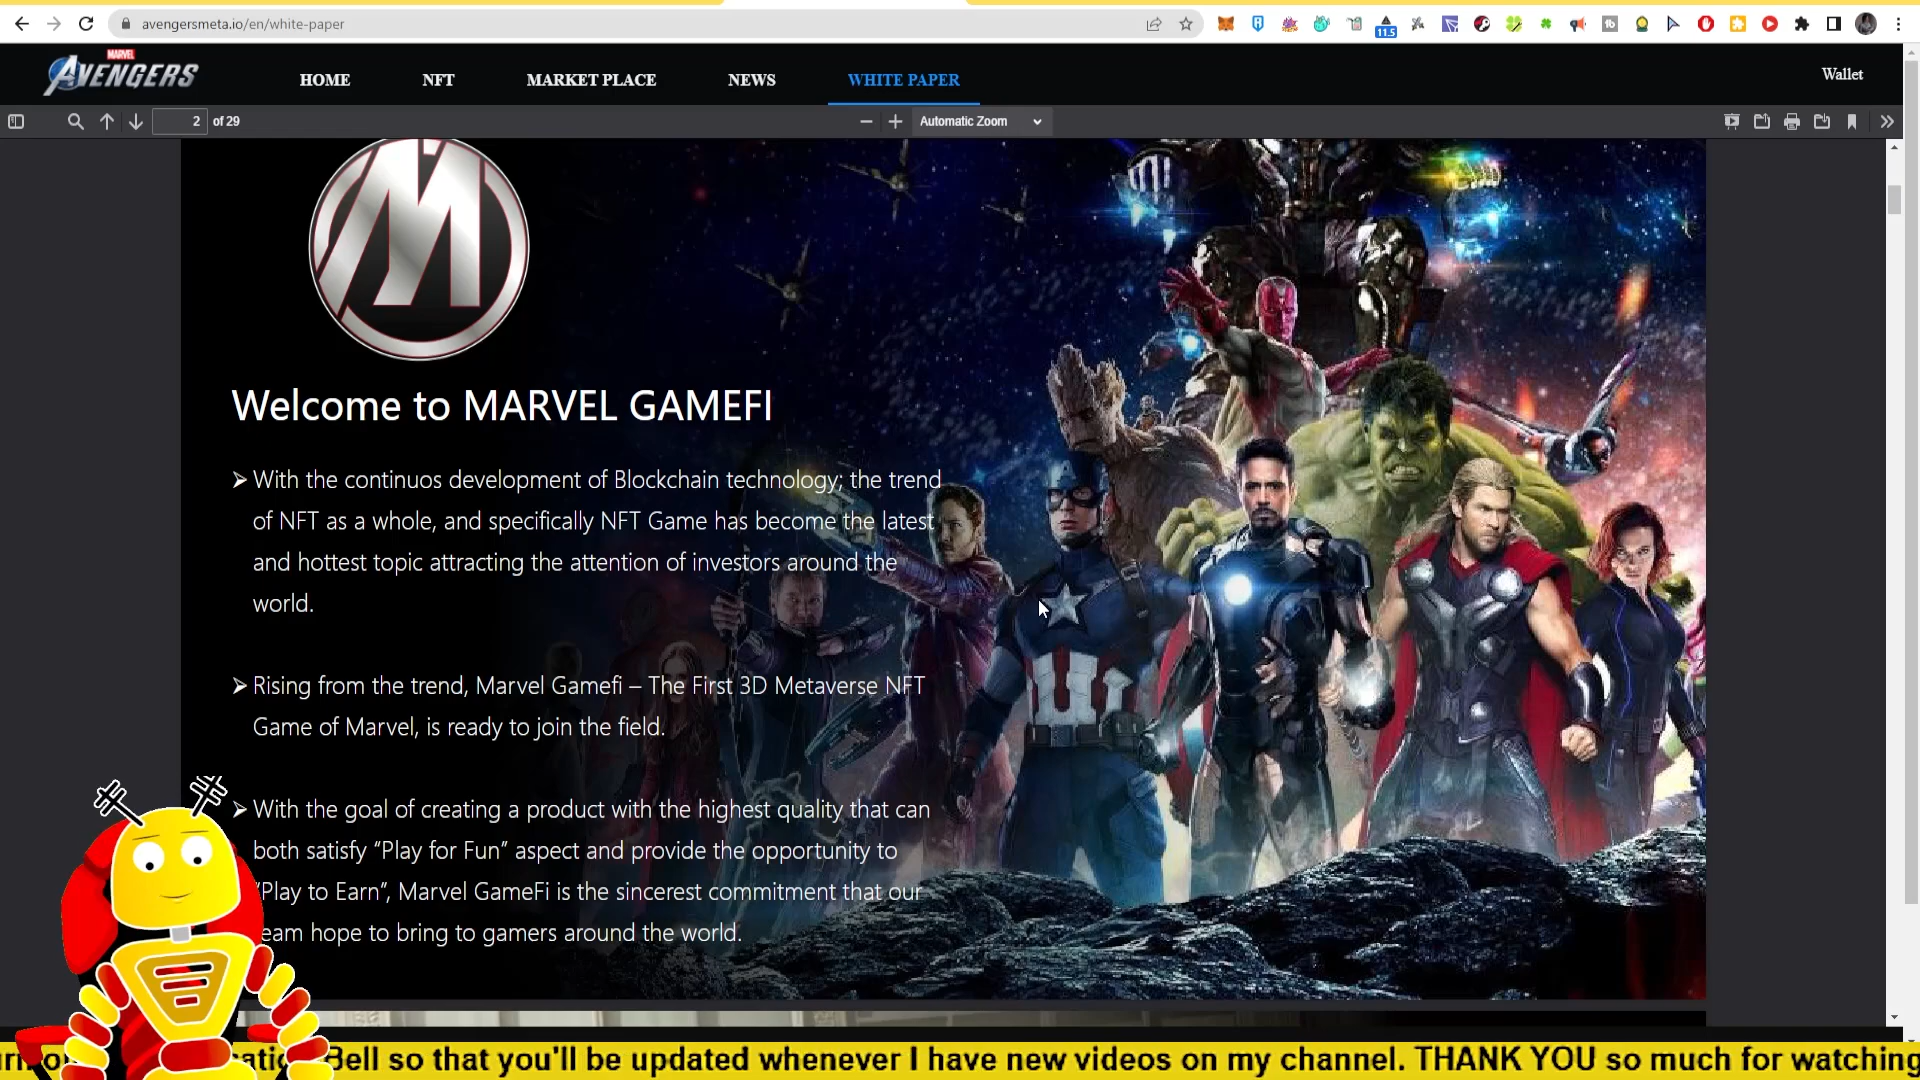 avengersmeta.io/en/white-paper
11.5
MARVEL
AVENGERS
HOME
NFT
MARKET PLACE
NEWS
WHITE PAPER
Wallet
2 of 29
Automatic Zoom
Welcome to MARVEL GAMEFI
➢ With the continuos development of Blockchain technology; the trend
of NFT as a whole, and specifically NFT Game has become the latest
and hottest topic attracting the attention of investors around the
world.
➢ Rising from the trend, Marvel Gamefi – The First 3D Metaverse NFT
Game of Marvel, is ready to join the field.
➢ With the goal of creating a product with the highest quality that can
both satisfy “Play for Fun” aspect and provide the opportunity to
“Play to Earn”, Marvel GameFi is the sincerest commitment that our
eam hope to bring to gamers around the world.
Bell so that you'll be updated whenever I have new videos on my channel. THANK YOU so much for watching